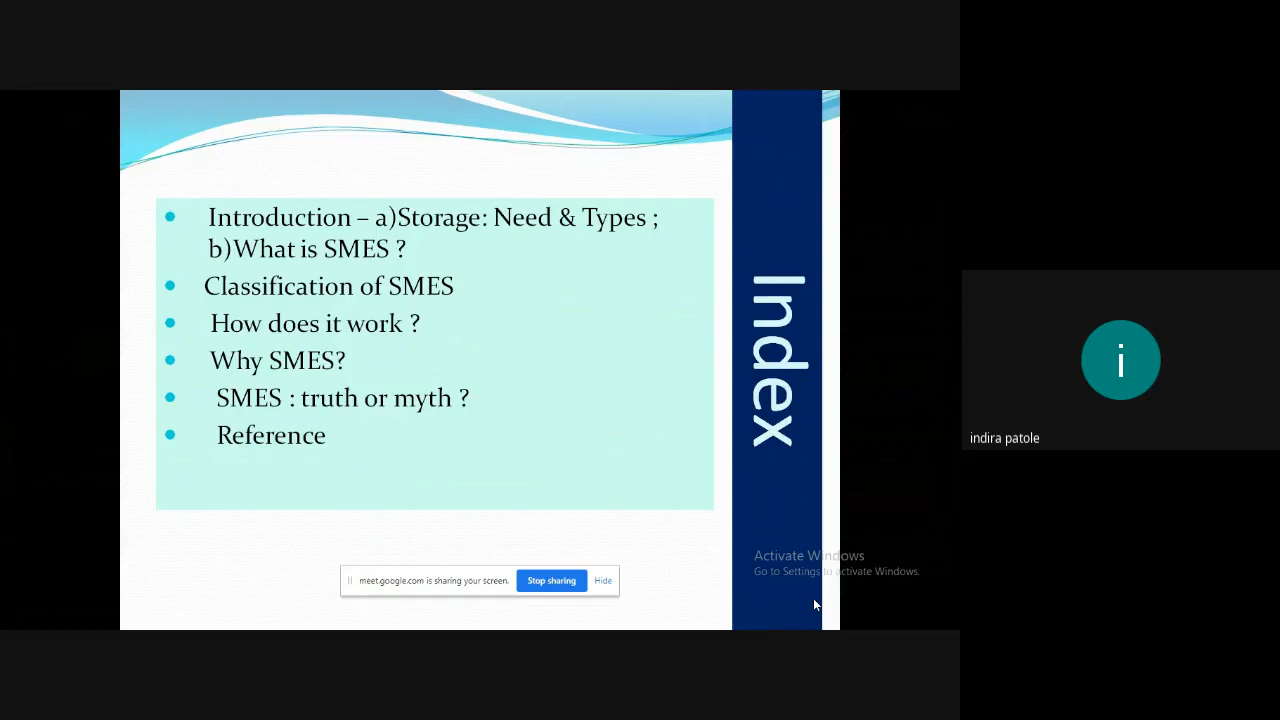 Introduction – a)Storage: Need & Types ;
b)What is SMES ?
Classification of SMES
How does it work ?
Why SMES?
SMES : truth or myth ?
Reference
Index
Activate Windows
Go to Settings to activate Windows.
meet.google.com is sharing your screen.
Stop sharing
Hide
i
indira patole